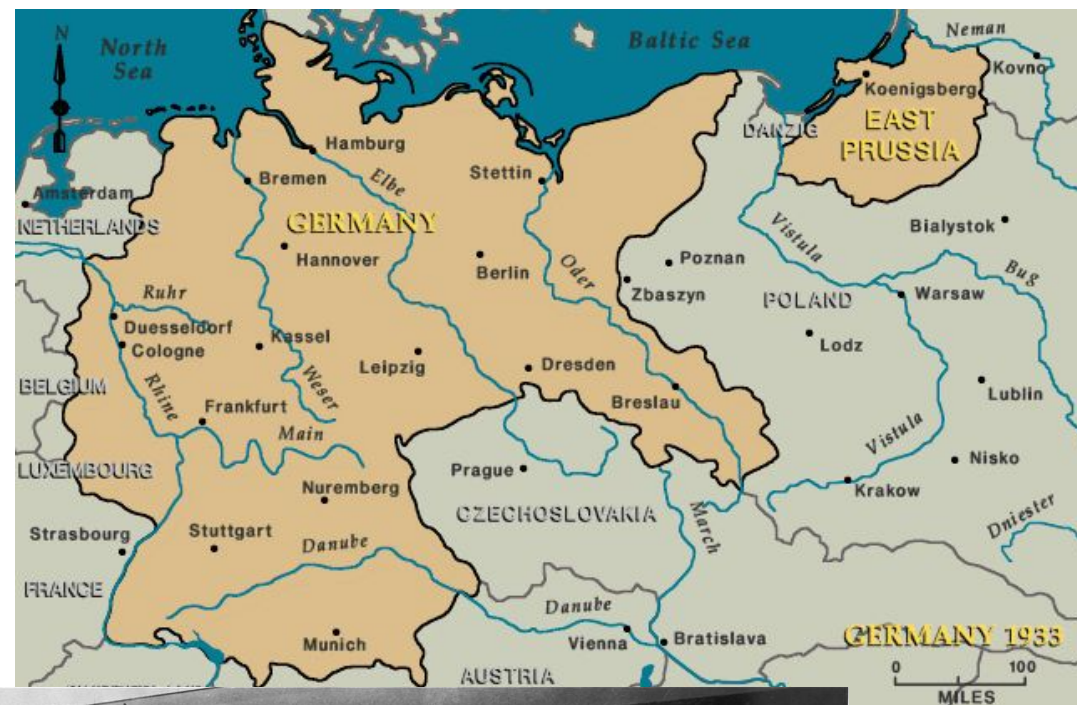 N
North
Sea
Baltic Sea
Neman
Kovno
Koenigsberg
EAST
PRUSSIA
DANZIG
Hamburg
Elbe
Stettin
Bremen
Amsterdam
NETHERLANDS
GERMANY
Hannover
Berlin
Oder
Poznan
Zbaszyn
Vistula
Bialystok
Bug
POLAND
Warsaw
Ruhr
Duesseldorf
Cologne
Kassel
Weser
Leipzig
Dresden
Breslau
Lodz
Lublin
BELGIUM
Rhine
Frankfurt
Main
Vistula
LUXEMBOURG
Prague
Nisko
Krakow
Nuremberg
CZECHOSLOVAKIA
March
Dniester
Strasbourg
Stuttgart
Danube
FRANCE
Danube
Munich
Vienna
Bratislava
GERMANY 1933
AUSTRIA
0 100
MILES